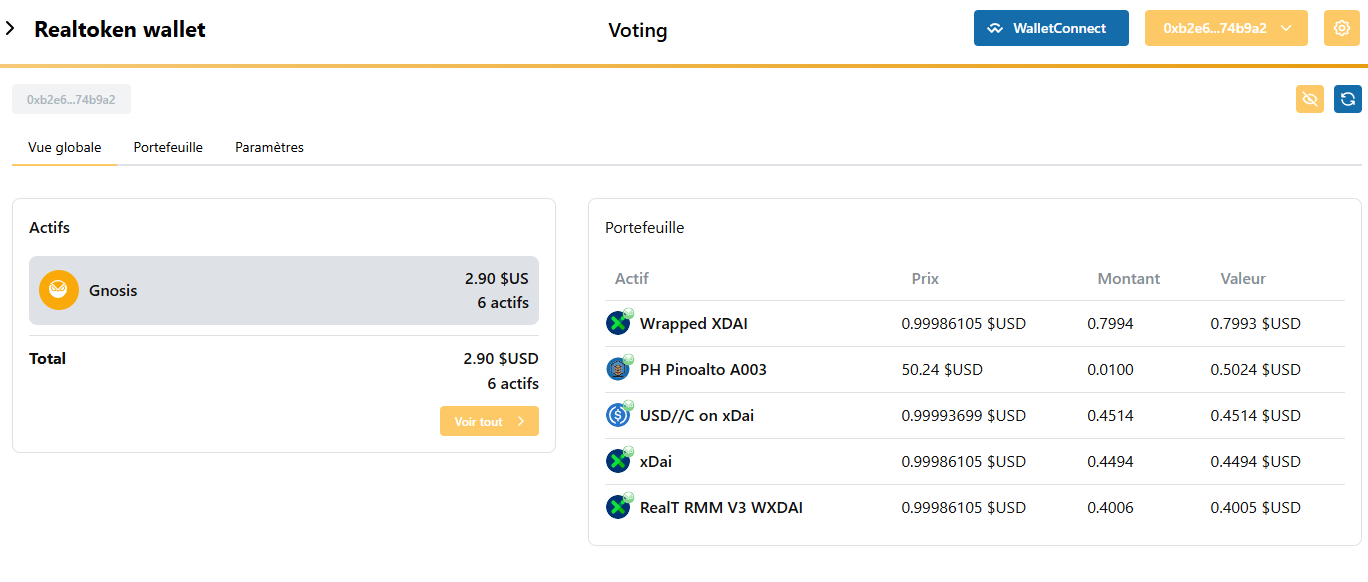 Realtoken wallet
Voting
WalletConnect
0xb2e6...74b9a2
0xb2e6...74b9a2
Vue globale Portefeuille Paramètres
Actifs
Gnosis
2.90 $US
6 actifs
Total
2.90 $USD
6 actifs
Voir tout
Portefeuille
Actif Prix Montant Valeur
Wrapped XDAI 0.99986105 $USD 0.7994 0.7993 $USD
PH Pinoalto A003 50.24 $USD 0.0100 0.5024 $USD
USD//C on xDai 0.99993699 $USD 0.4514 0.4514 $USD
xDai 0.99986105 $USD 0.4494 0.4494 $USD
RealT RMM V3 WXDAI 0.99986105 $USD 0.4006 0.4005 $USD